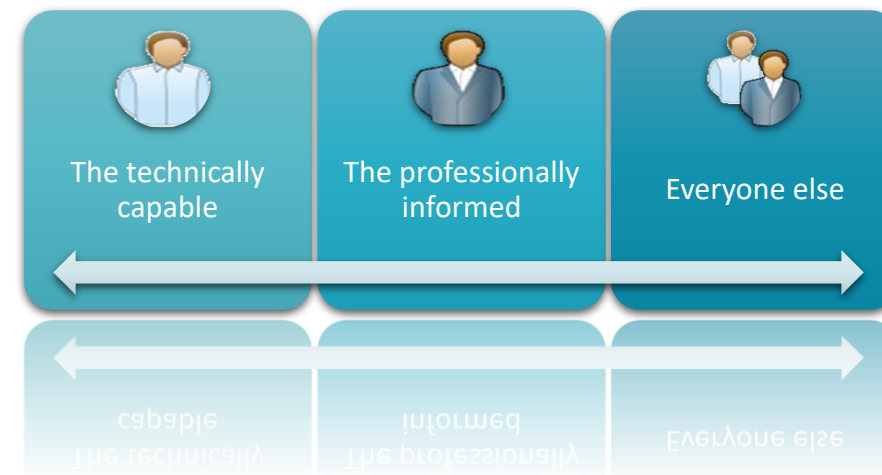 The technically
capable
The professionally
informed
Everyone else